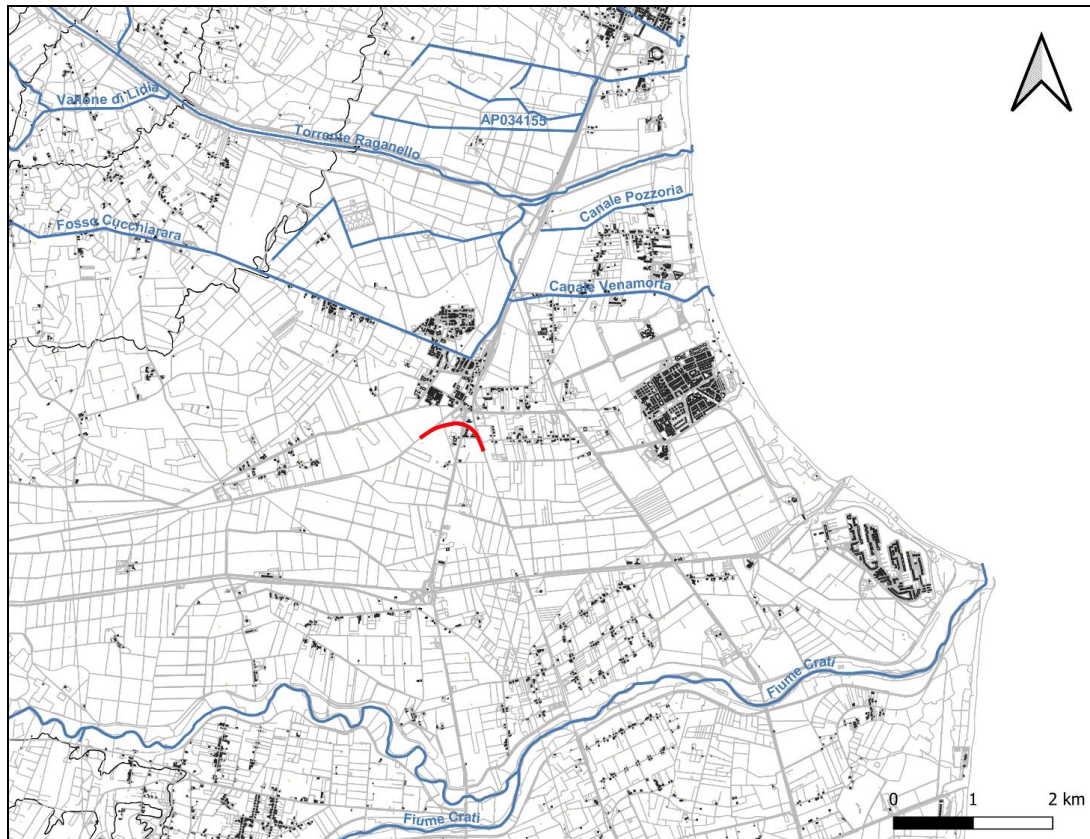 Vallone di Lidia
AP034155
Torrente Raganello
Canale Pozzoria
Fosso Cucchiarara
Canale Venamorta
Fiume Crati
Fiume Crati
0 1 2 km